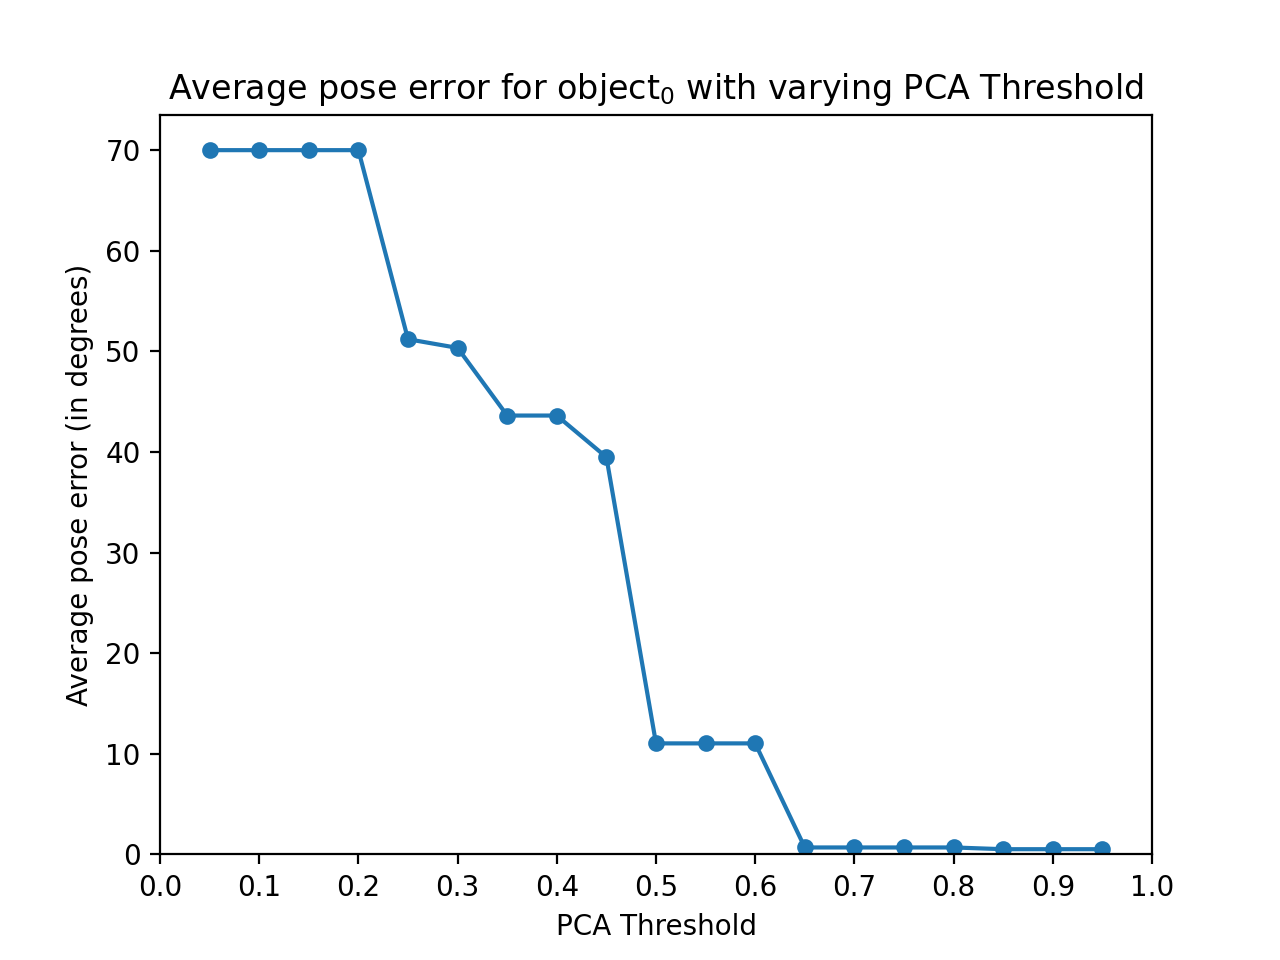 Average pose error for object₀ with varying PCA Threshold
Average pose error (in degrees)
70
60
50
40
30
20
10
0
0.0 0.1 0.2 0.3 0.4 0.5 0.6 0.7 0.8 0.9 1.0
PCA Threshold